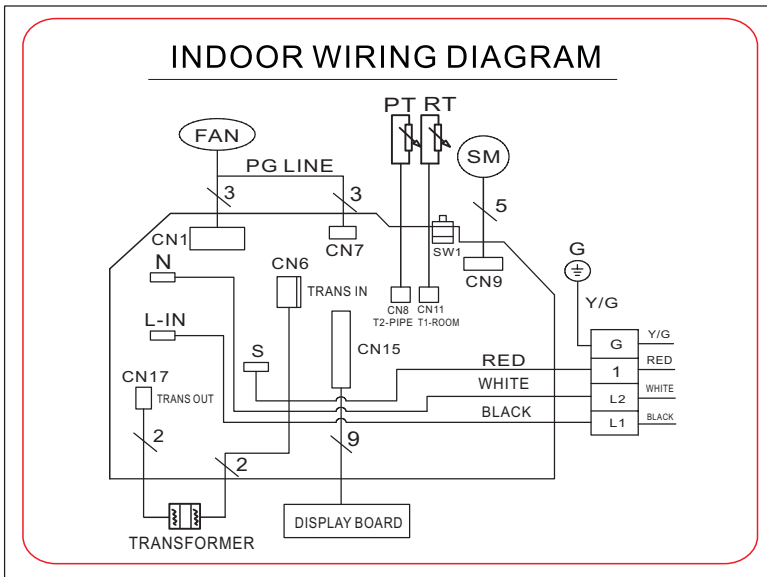 INDOOR WIRING DIAGRAM
PT RT
FAN
SM
PG LINE
3
3
5
CN1
CN7
SW1
CN9
G
N
CN6
TRANS IN
Y/G
CN8
T2-PIPE
CN11
T1-ROOM
L-IN
CN15
S
RED
G
Y/G
1
RED
CN17
TRANS OUT
WHITE
L2
WHITE
BLACK
L1
BLACK
2
9
2
DISPLAY BOARD
TRANSFORMER